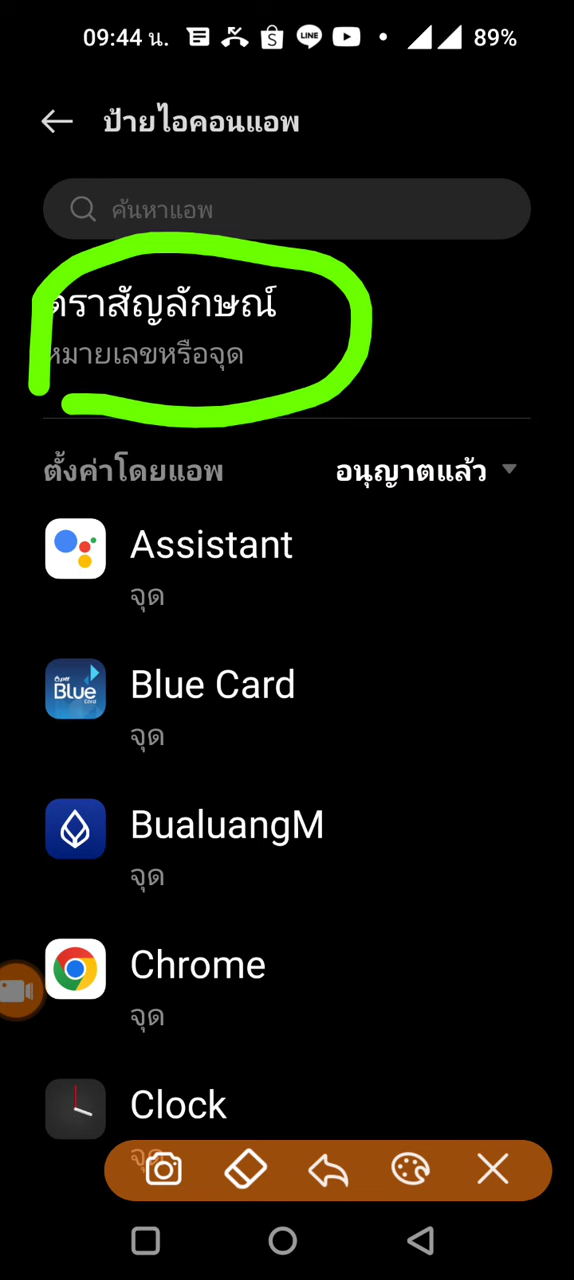 09:44 น. 89%
ป้ายไอคอนแอพ
ค้นหาแอพ
ตราสัญลักษณ์
หมายเลขหรือจุด
ตั้งค่าโดยแอพ อนุญาตแล้ว
Assistant
จุด
Blue Card
จุด
BualuangM
จุด
Chrome
จุด
Clock
จุด